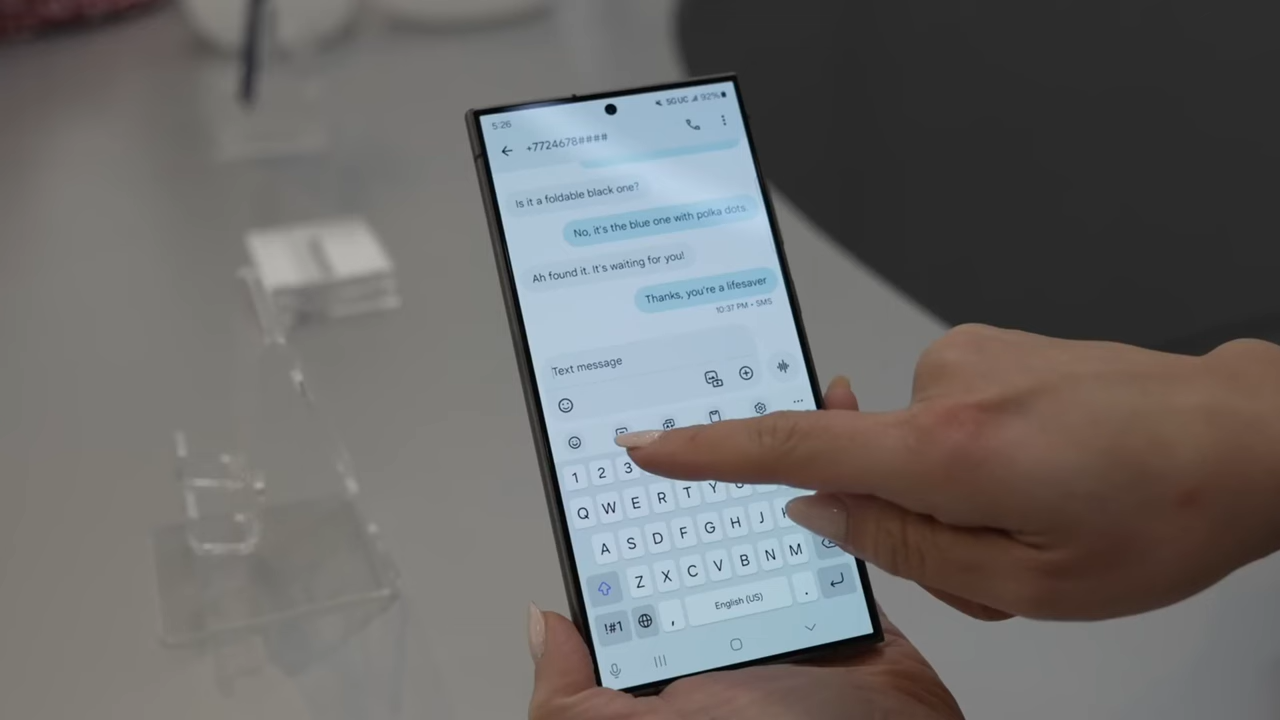 5:26
5G UC 92%
+7724678####
Is it a foldable black one?
No, it's the blue one with polka dots.
Ah found it. It's waiting for you!
Thanks, you're a lifesaver
10:37 PM • SMS
Text message
1 2 3
Q W E R T Y U
A S D F G H J K
Z X C V B N M
!#1 , English (US) .